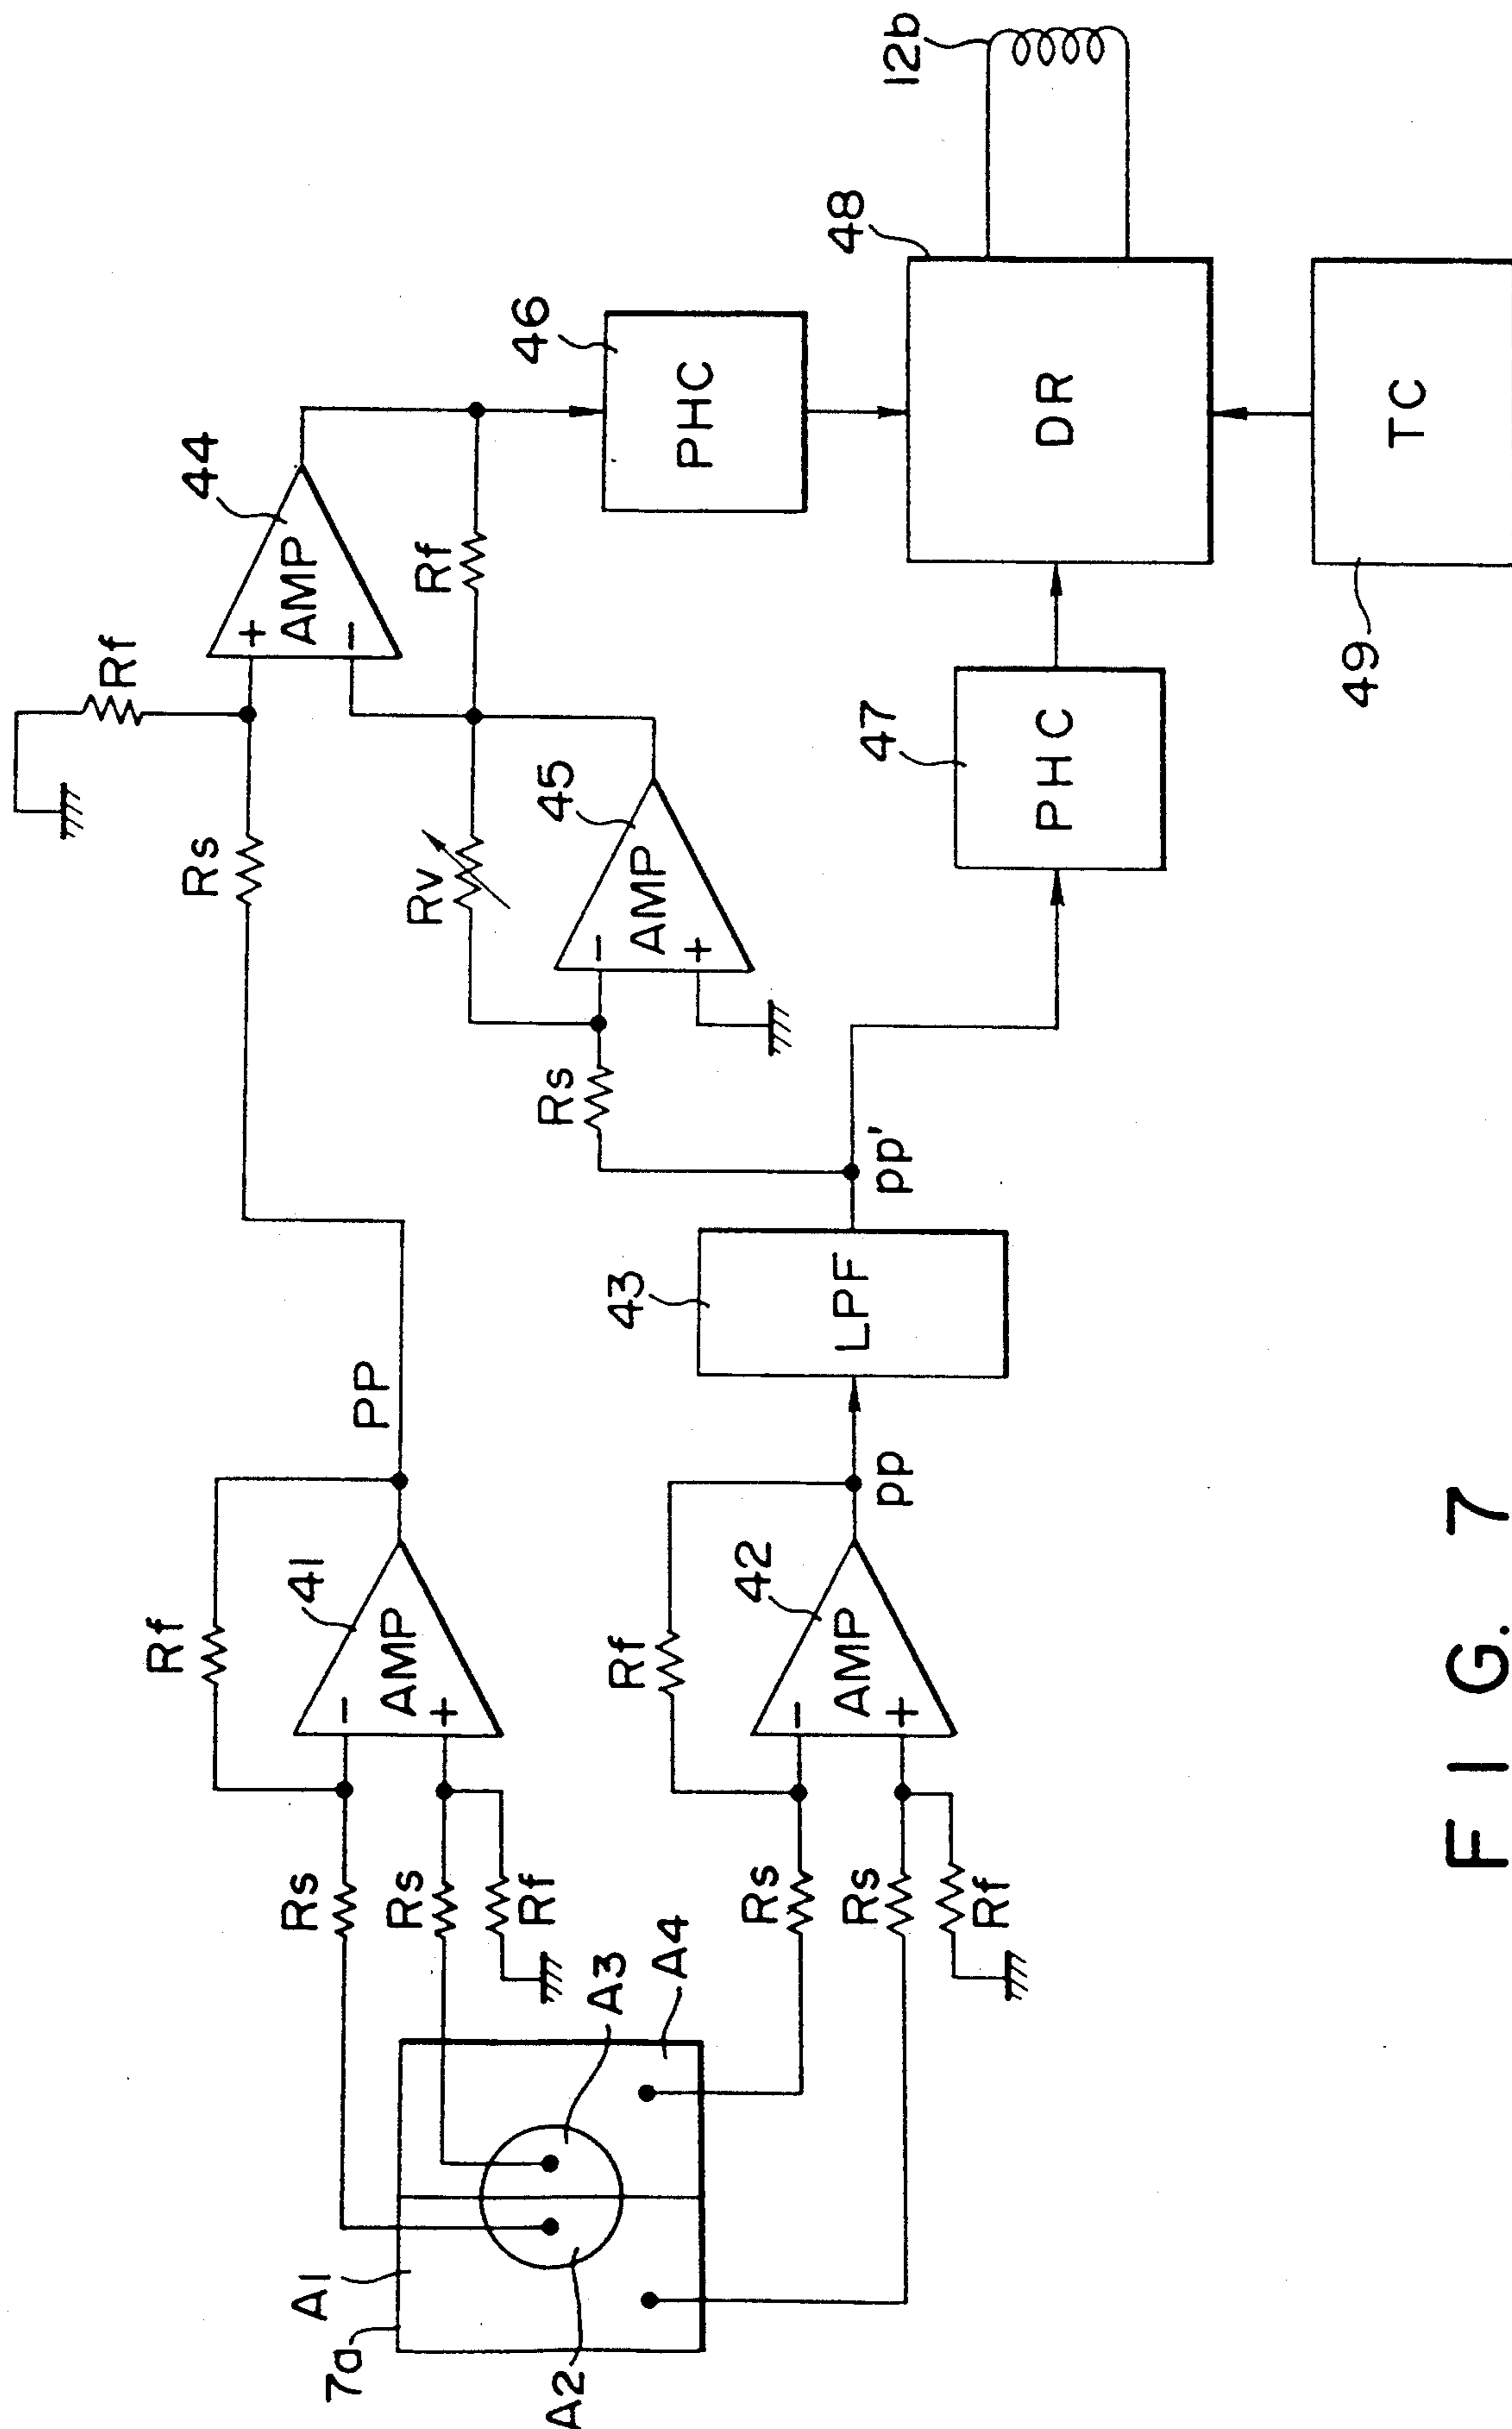 7a
A1
A2
A3
A4
Rs
Rs
Rf
Rf
AMP
-
+
41
PP
Rs
Rs
Rf
Rf
AMP
-
+
42
pp
LPF
43
pp'
Rs
Rv
AMP
-
+
45
Rs
Rf
AMP
+
-
44
Rf
PHC
46
PHC
47
DR
48
TC
49
12b
FIG. 7